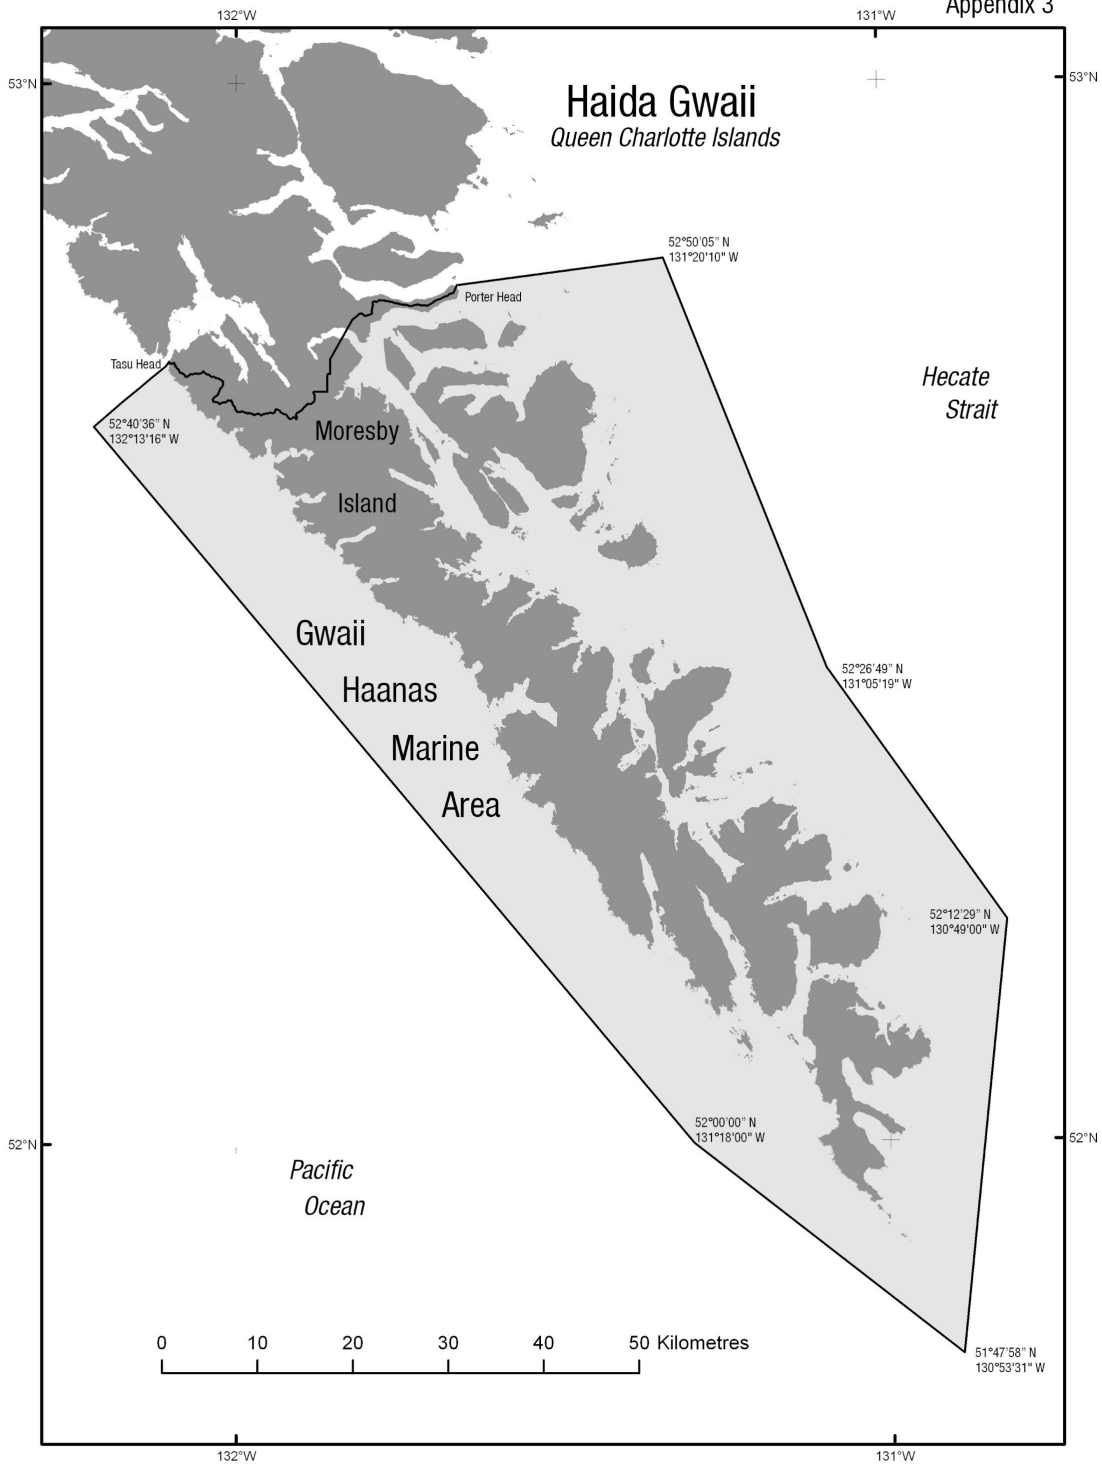 Appendix 3
132°W
131°W
53°N
53°N
Haida Gwaii
Queen Charlotte Islands
52°50'05" N
131°20'10" W
Porter Head
Tasu Head
Hecate
Strait
52°40'36" N
132°13'16" W
Moresby
Island
Gwaii
Haanas
Marine
Area
52°26'49" N
131°05'19" W
52°12'29" N
130°49'00" W
52°00'00" N
131°18'00" W
52°N
52°N
Pacific
Ocean
0 10 20 30 40 50 Kilometres
51°47'58" N
130°53'31" W
132°W
131°W